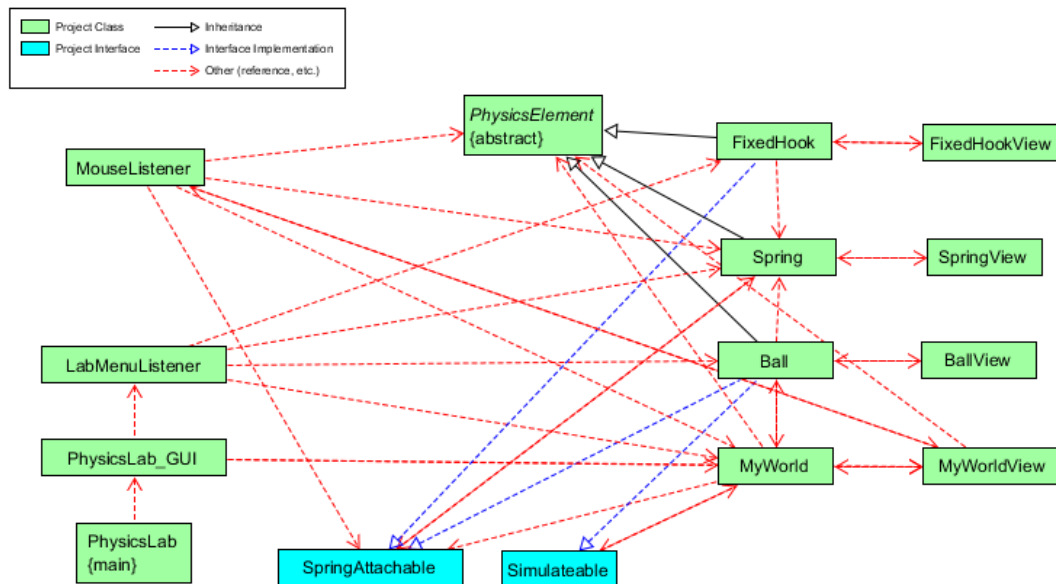 Project Class
Inheritance
Project Interface
Interface Implementation
Other (reference, etc.)
PhysicsElement
{abstract}
FixedHook
FixedHookView
MouseListener
Spring
SpringView
LabMenuListener
Ball
BallView
PhysicsLab_GUI
MyWorld
MyWorldView
PhysicsLab
{main}
SpringAttachable
Simulateable